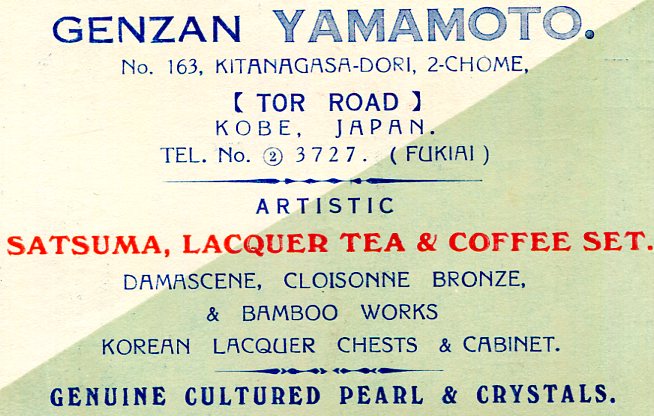 GENZAN YAMAMOTO.
No. 163, KITANAGASA-DORI, 2-CHOME,
【 TOR ROAD 】
KOBE, JAPAN.
TEL. No. ② 3727. (FUKIAI)
ARTISTIC
SATSUMA, LACQUER TEA & COFFEE SET.
DAMASCENE, CLOISONNE BRONZE,
& BAMBOO WORKS
KOREAN LACQUER CHESTS & CABINET.
GENUINE CULTURED PEARL & CRYSTALS.